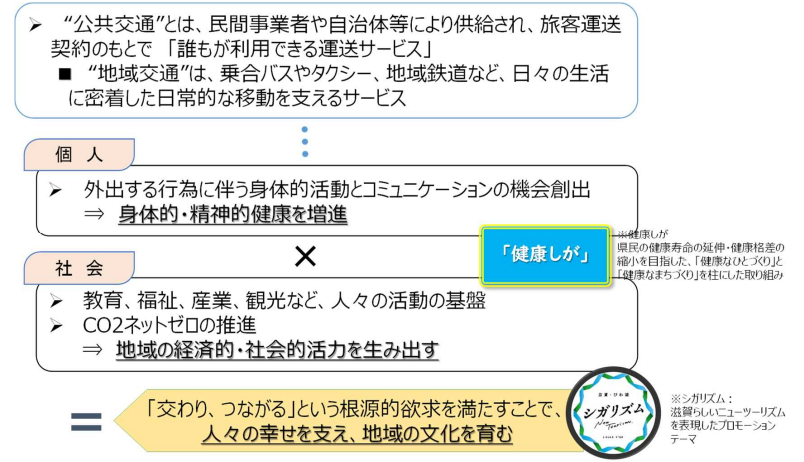 ➢ “公共交通”とは、民間事業者や自治体等により供給され、旅客運送
契約のもとで 「誰もが利用できる運送サービス」
■ “地域交通”は、乗合バスやタクシー、地域鉄道など、日々の生活
に密着した日常的な移動を支えるサービス
個 人
➢ 外出する行為に伴う身体的活動とコミュニケーションの機会創出
⇒ 身体的・精神的健康を増進
×
「健康しが」
※健康しが
県民の健康寿命の延伸・健康格差の
縮小を目指した、「健康なひとづくり」と
「健康なまちづくり」を柱にした取り組み
社 会
➢ 教育、福祉、産業、観光など、人々の活動の基盤
➢ CO2ネットゼロの推進
⇒ 地域の経済的・社会的活力を生み出す
=
「交わり、つながる」という根源的欲求を満たすことで、
人々の幸せを支え、地域の文化を育む
滋賀・びわ湖
シガリズム
New Tourism
※シガリズム：
滋賀らしいニューツーリズム
を表現したプロモーション
テーマ